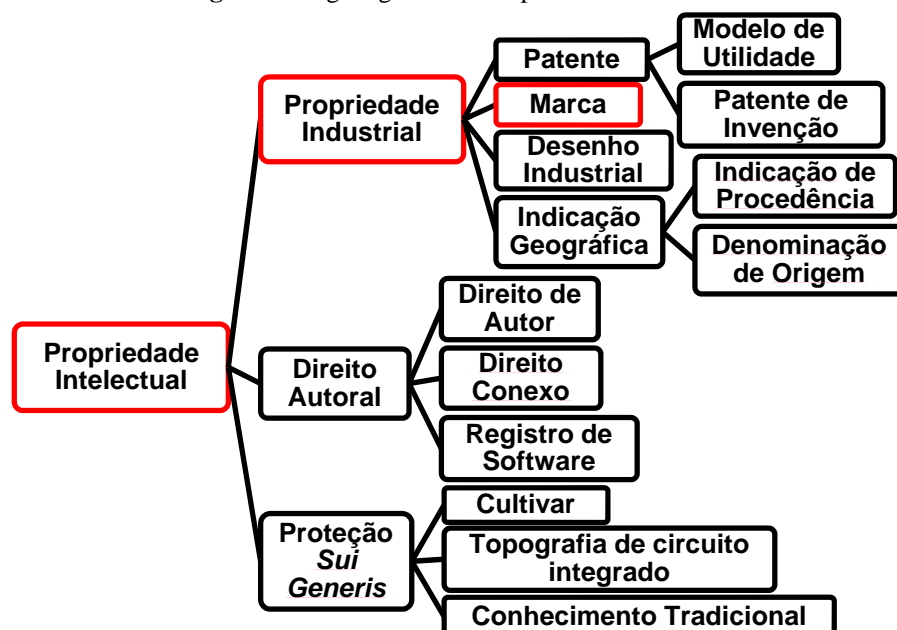 Propriedade
Intelectual
Propriedade
Industrial
Patente
Modelo de
Utilidade
Patente de
Invenção
Marca
Desenho
Industrial
Indicação
Geográfica
Indicação de
Procedência
Denominação
de Origem
Direito
Autoral
Direito de
Autor
Direito
Conexo
Registro de
Software
Proteção
Sui
Generis
Cultivar
Topografia de circuito
integrado
Conhecimento Tradicional